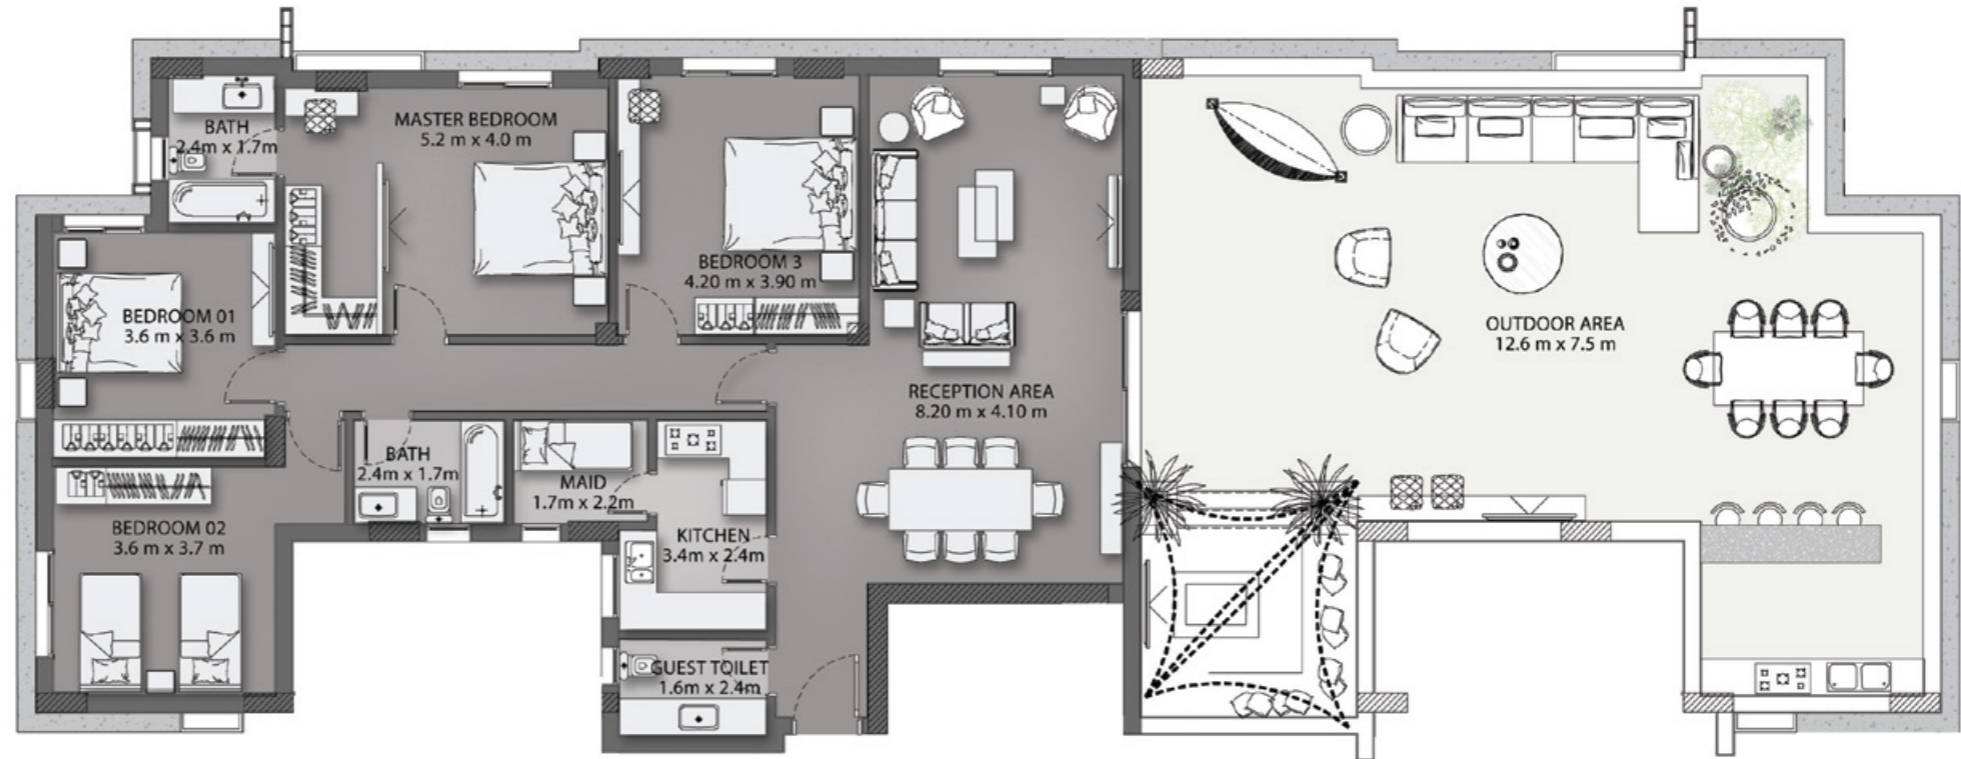 BATH
2.4m x 1.7m
MASTER BEDROOM
5.2 m x 4.0 m
BEDROOM 3
4.20 m x 3.90 m
BEDROOM 01
3.6 m x 3.6 m
OUTDOOR AREA
12.6 m x 7.5 m
RECEPTION AREA
8.20 m x 4.10 m
BATH
2.4m x 1.7m
MAID
1.7m x 2.2m
BEDROOM 02
3.6 m x 3.7 m
KITCHEN
3.4m x 2.4m
GUEST TOILET
1.6m x 2.4m